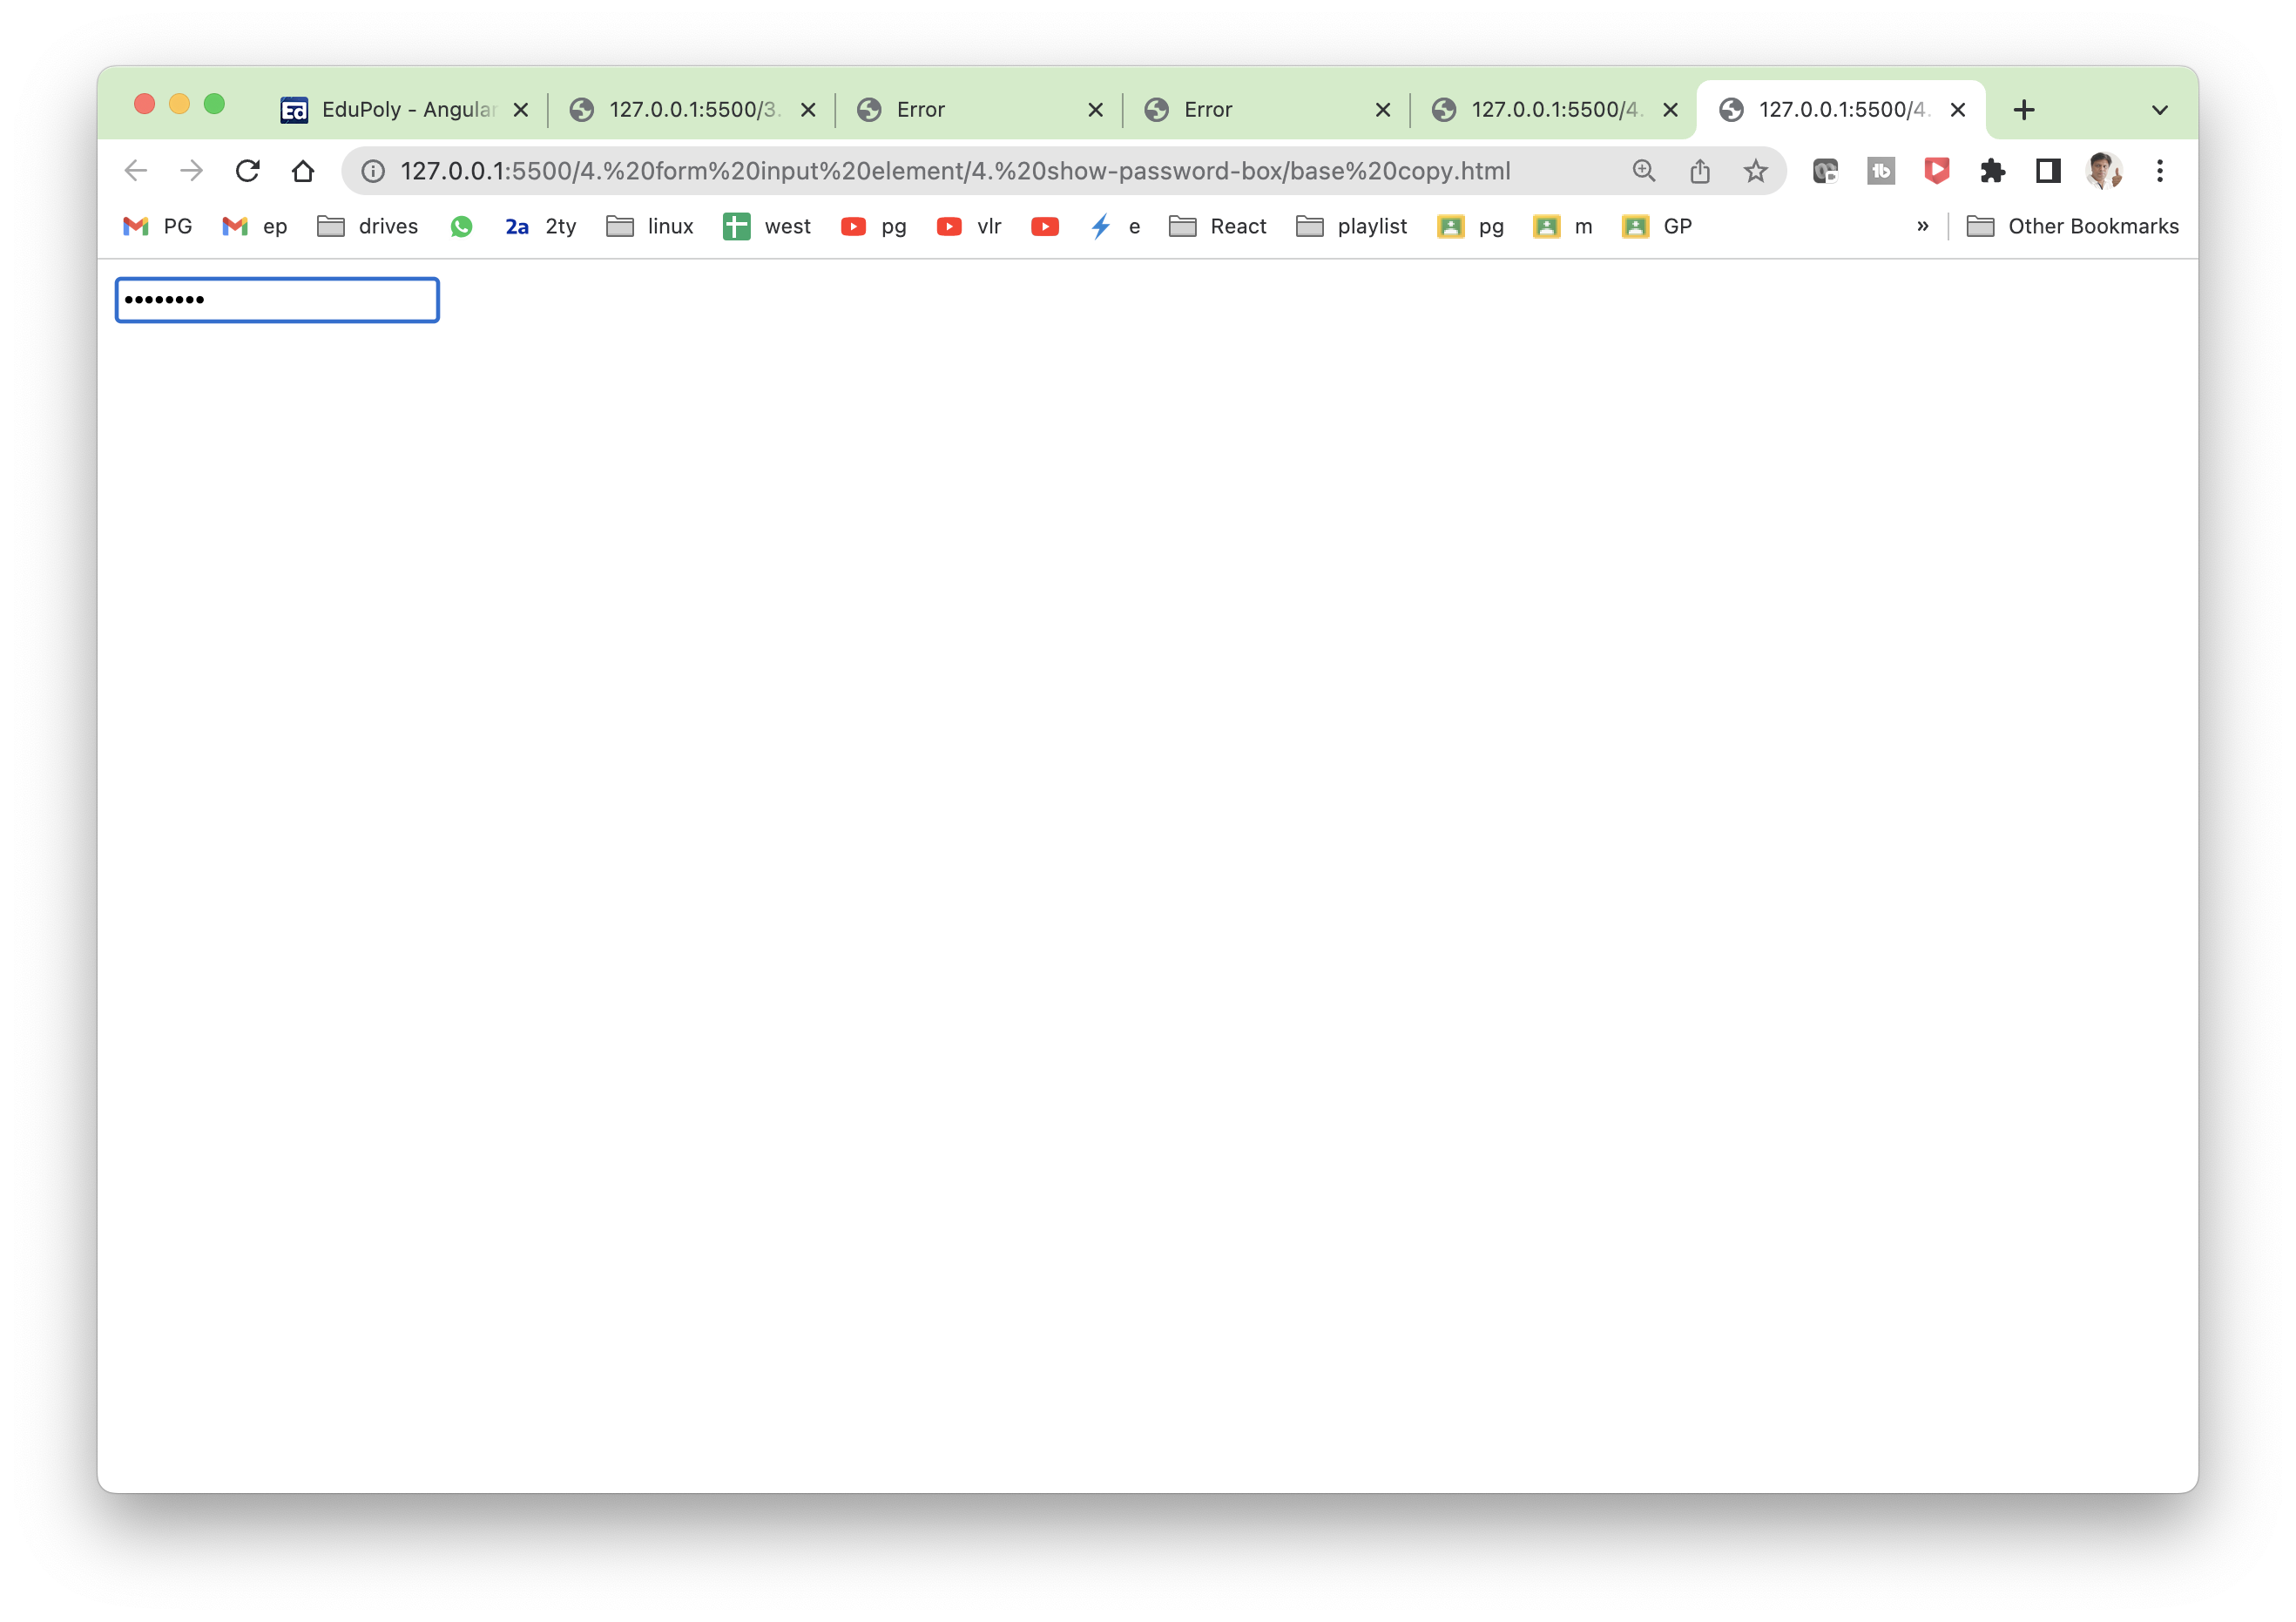 Ed EduPoly - Angular 127.0.0.1:5500/3. Error Error 127.0.0.1:5500/4. 127.0.0.1:5500/4.
127.0.0.1:5500/4.%20form%20input%20element/4.%20show-password-box/base%20copy.html
PG ep drives 2a 2ty linux west pg vlr e React playlist pg m GP » Other Bookmarks
••••••••